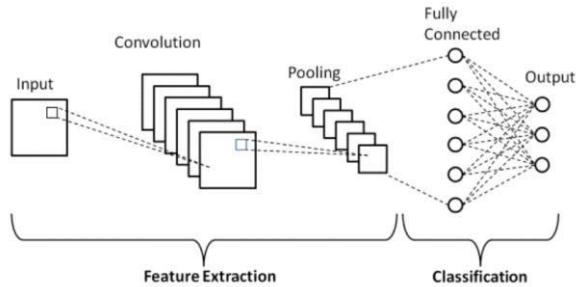 Fully
Connected
Convolution
Pooling
Output
Input
Feature Extraction
Classification